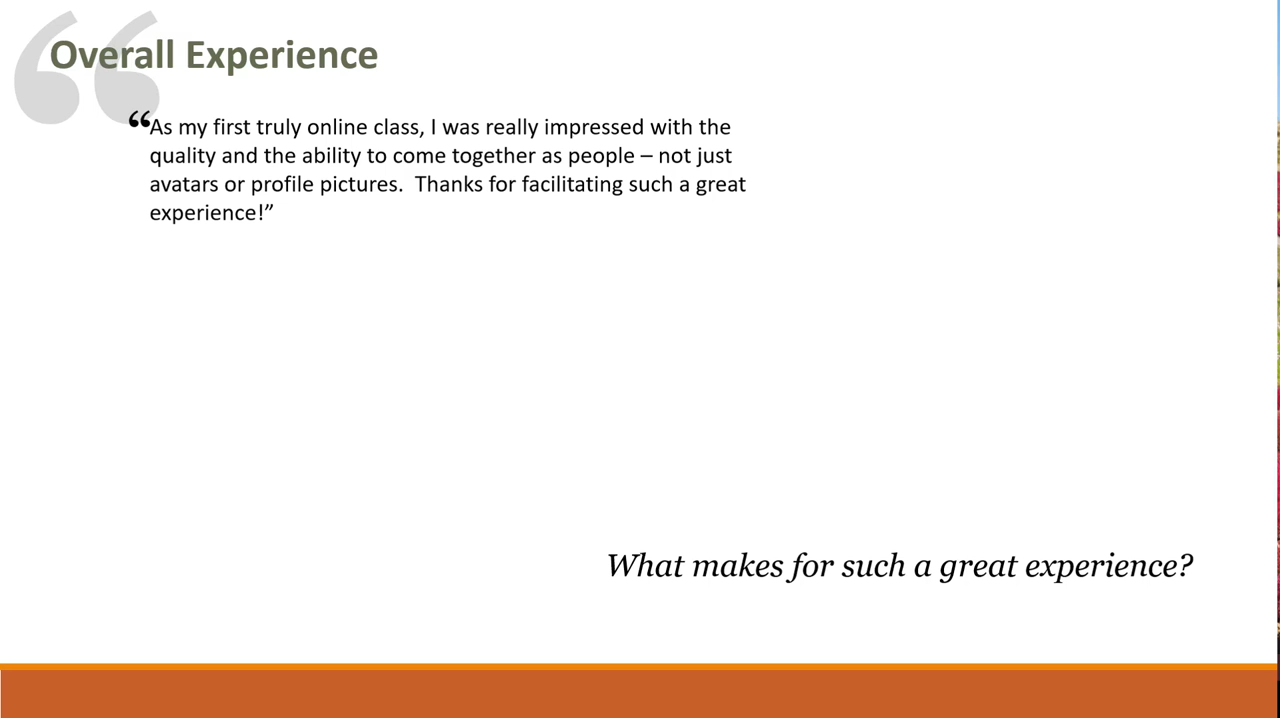 Overall Experience
“As my first truly online class, I was really impressed with the
quality and the ability to come together as people – not just
avatars or profile pictures.  Thanks for facilitating such a great
experience!”
What makes for such a great experience?